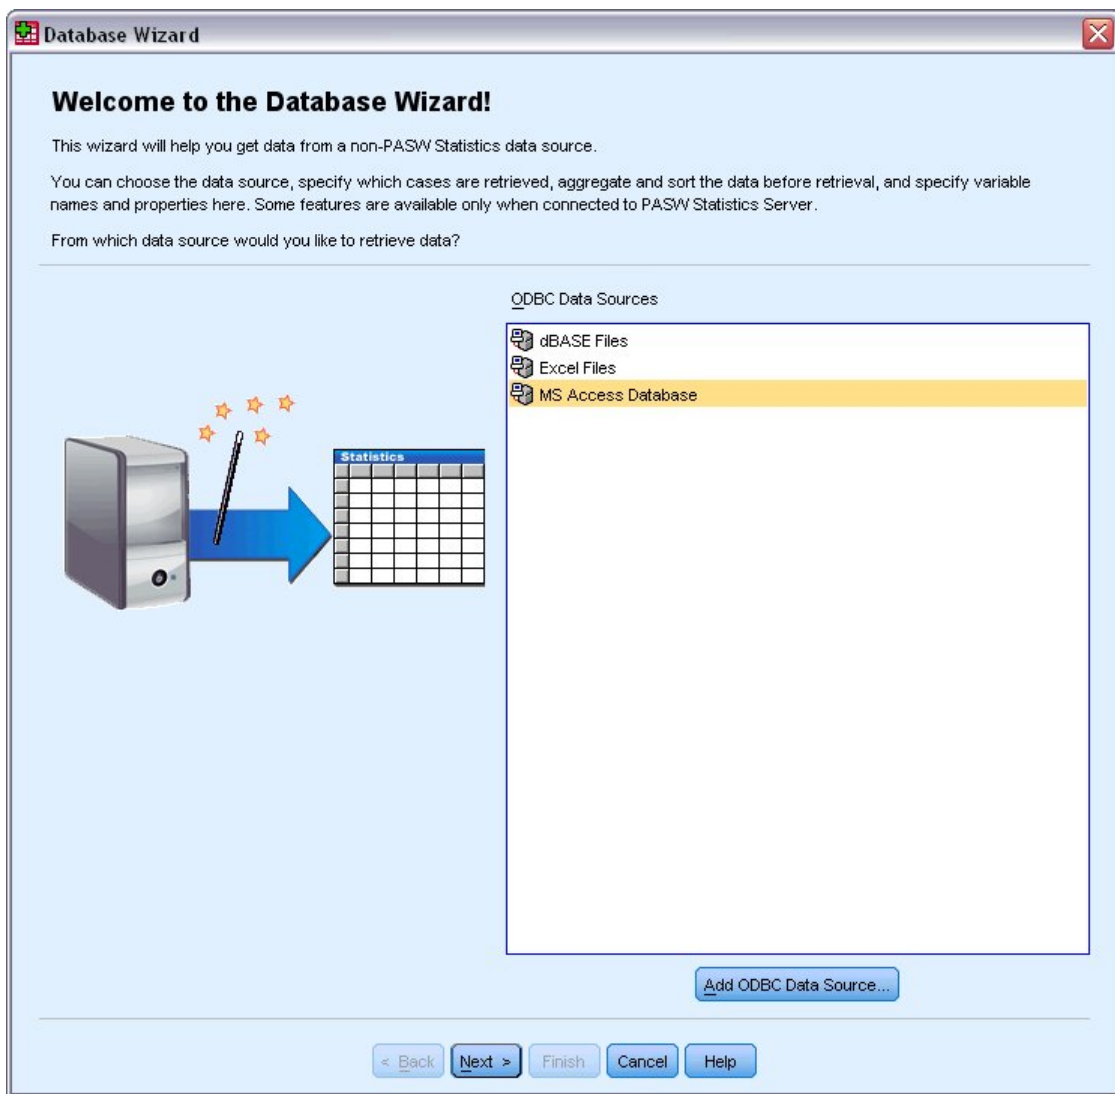 Database Wizard
Welcome to the Database Wizard!
This wizard will help you get data from a non-PASW Statistics data source.
You can choose the data source, specify which cases are retrieved, aggregate and sort the data before retrieval, and specify variable
names and properties here. Some features are available only when connected to PASW Statistics Server.
From which data source would you like to retrieve data?
ODBC Data Sources
dBASE Files
Excel Files
MS Access Database
Statistics
Add ODBC Data Source...
< Back
Next >
Finish
Cancel
Help